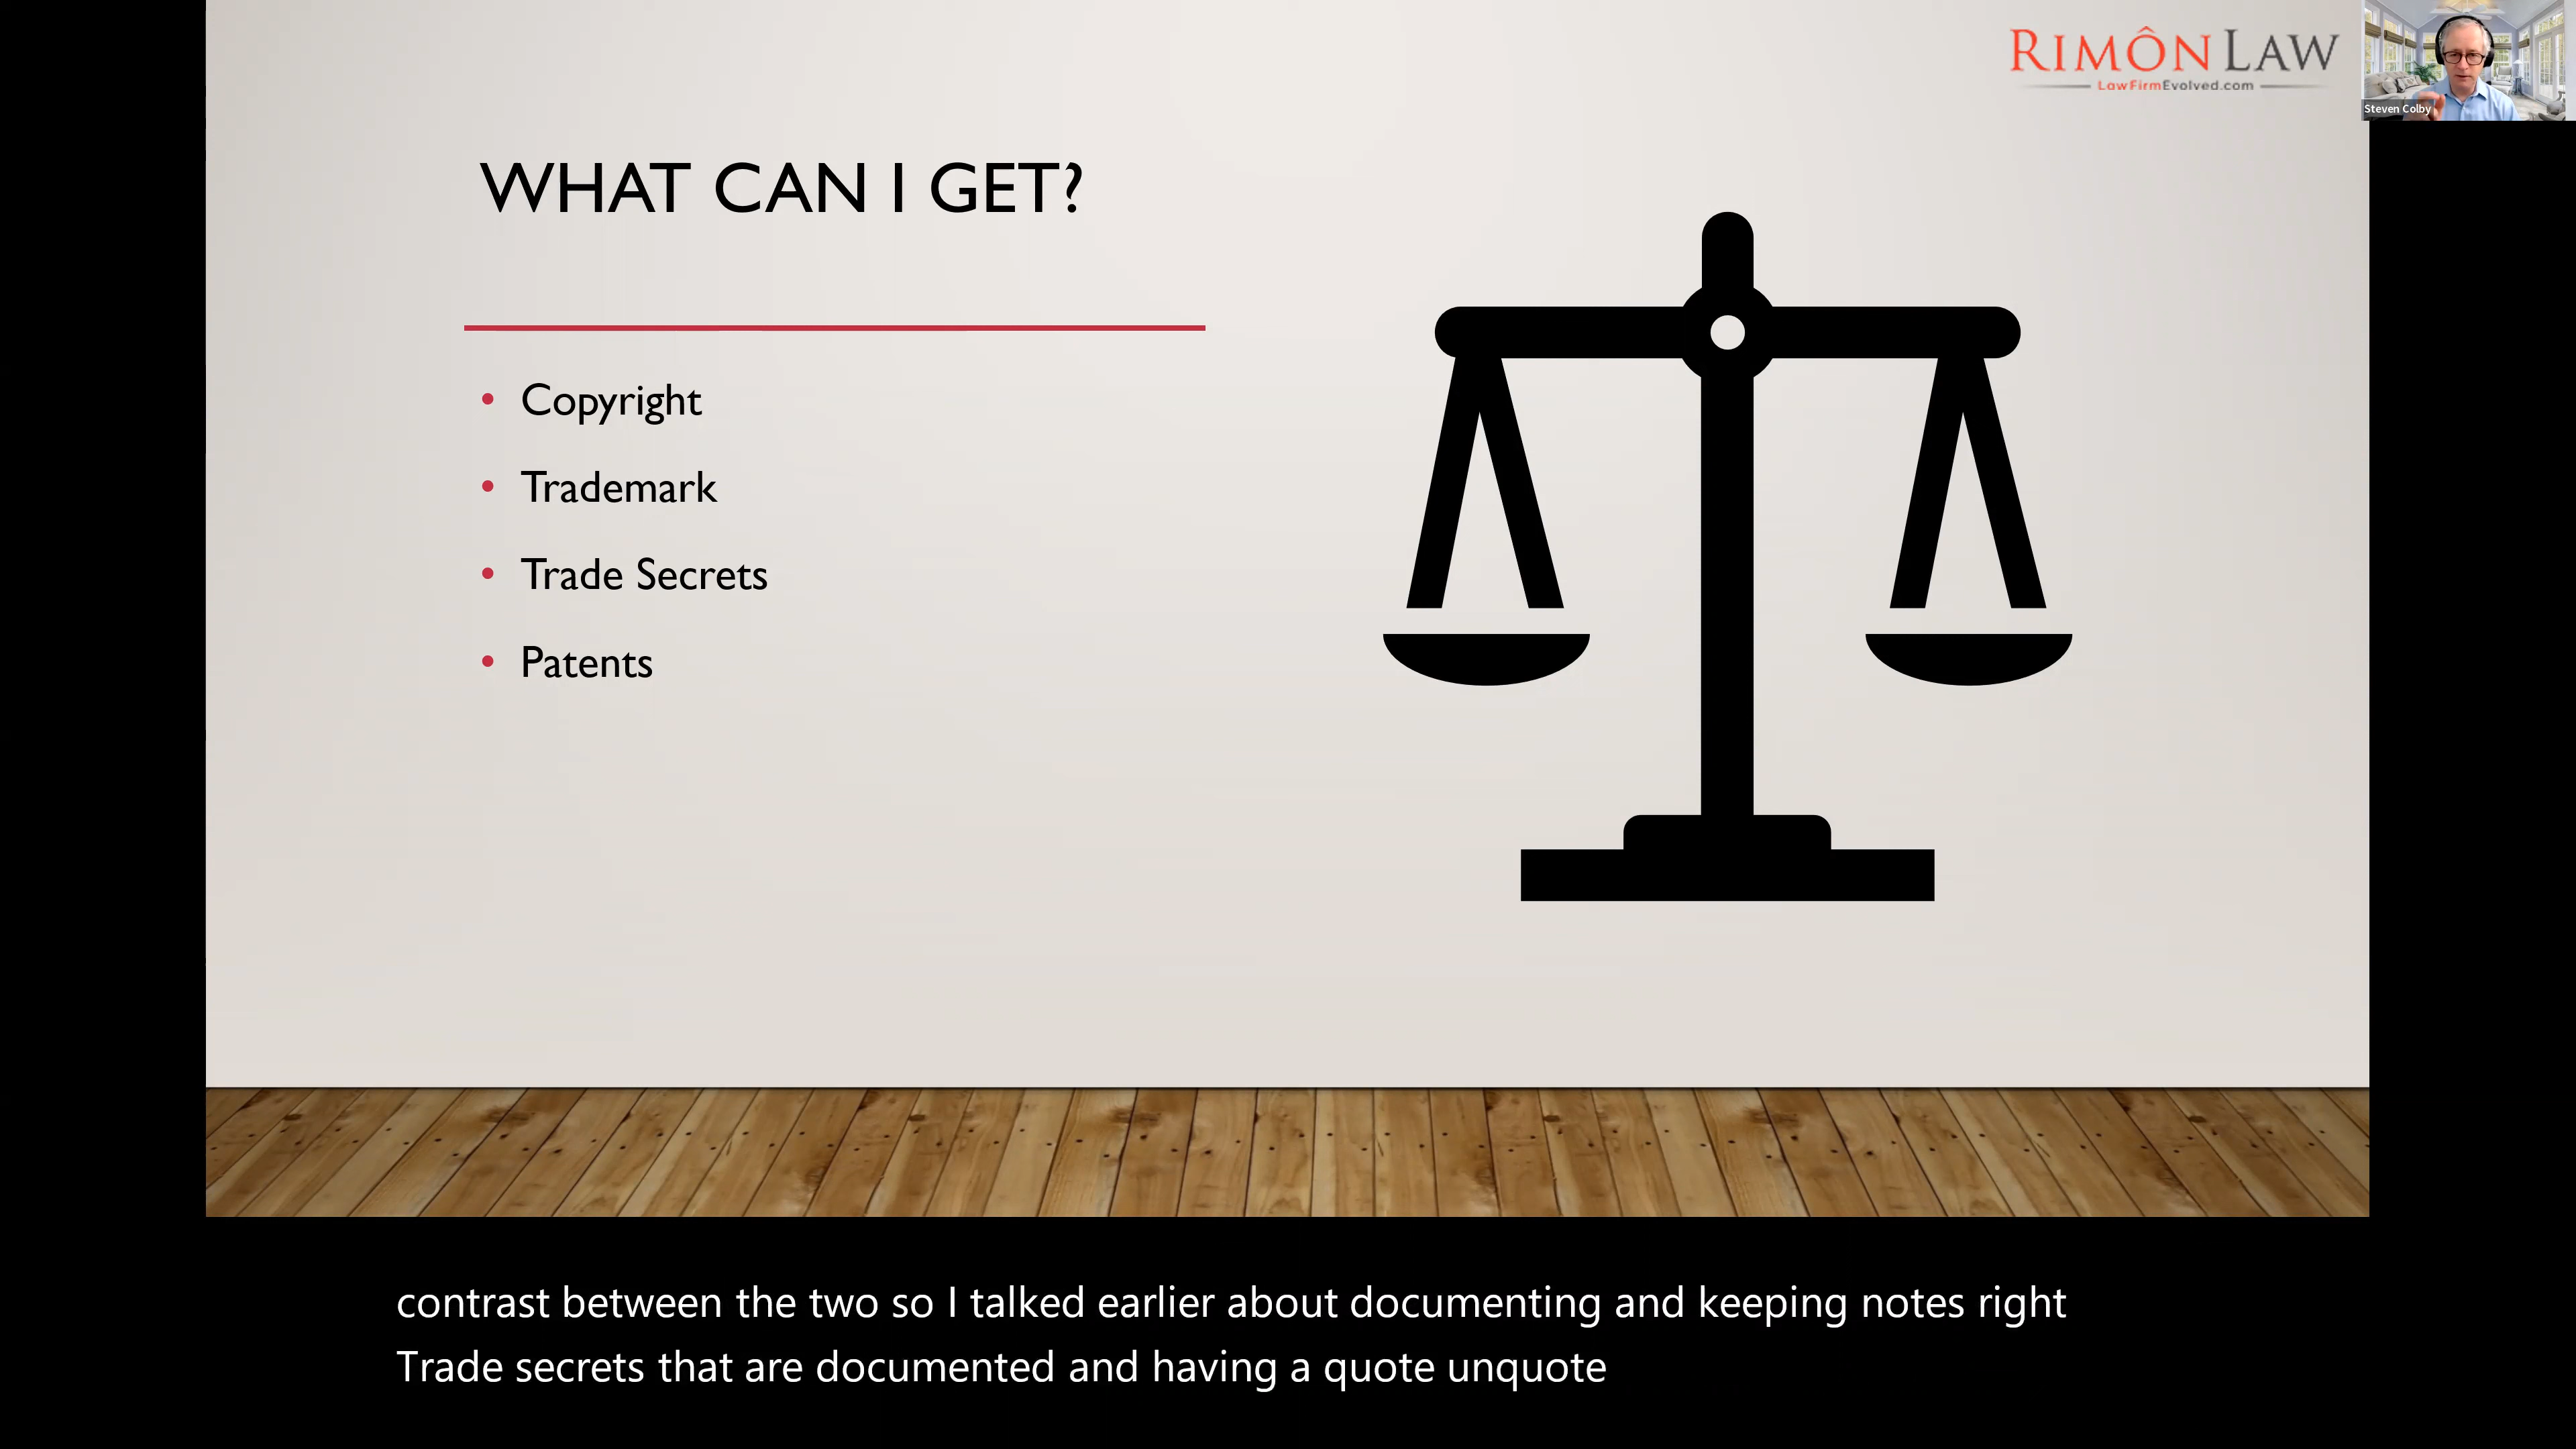 RIMÔN LAW
LawFirmEvolved.com
Steven Colby
WHAT CAN I GET?
• Copyright
• Trademark
• Trade Secrets
• Patents
contrast between the two so I talked earlier about documenting and keeping notes right
Trade secrets that are documented and having a quote unquote